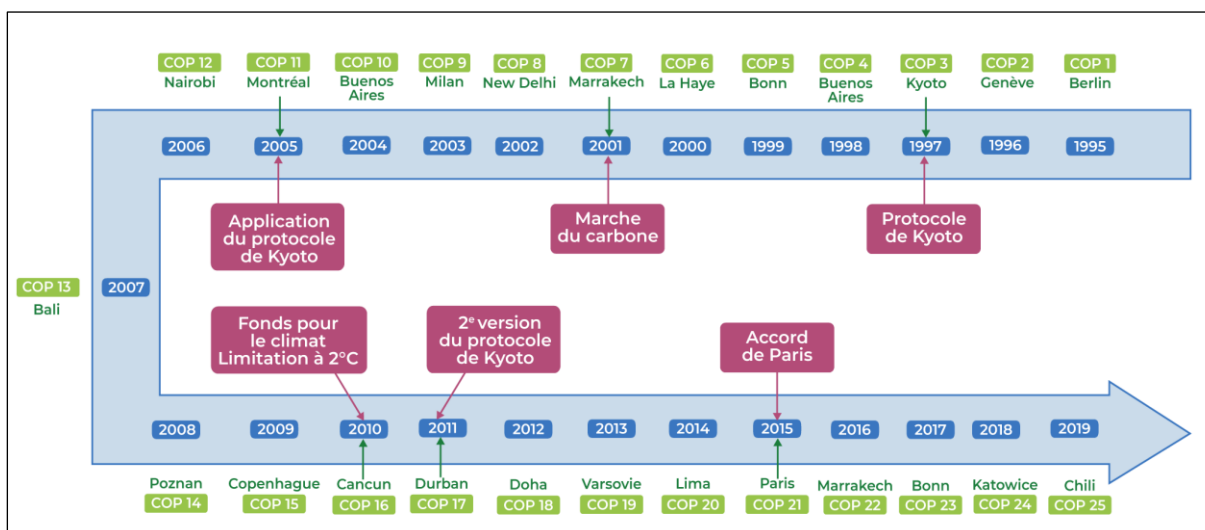 COP 12 COP 11 COP 10 COP 9 COP 8 COP 7 COP 6 COP 5 COP 4 COP 3 COP 2 COP 1
Nairobi Montréal Buenos Milan New Delhi Marrakech La Haye Bonn Buenos Kyoto Genève Berlin
Aires Aires
2006 2005 2004 2003 2002 2001 2000 1999 1998 1997 1996 1995
Application
du protocole
de Kyoto
Marche
du carbone
Protocole
de Kyoto
COP 13
Bali
2007
Fonds pour
le climat
Limitation à 2°C
2e version
du protocole
de Kyoto
Accord
de Paris
2008 2009 2010 2011 2012 2013 2014 2015 2016 2017 2018 2019
Poznan Copenhague Cancun Durban Doha Varsovie Lima Paris Marrakech Bonn Katowice Chili
COP 14 COP 15 COP 16 COP 17 COP 18 COP 19 COP 20 COP 21 COP 22 COP 23 COP 24 COP 25